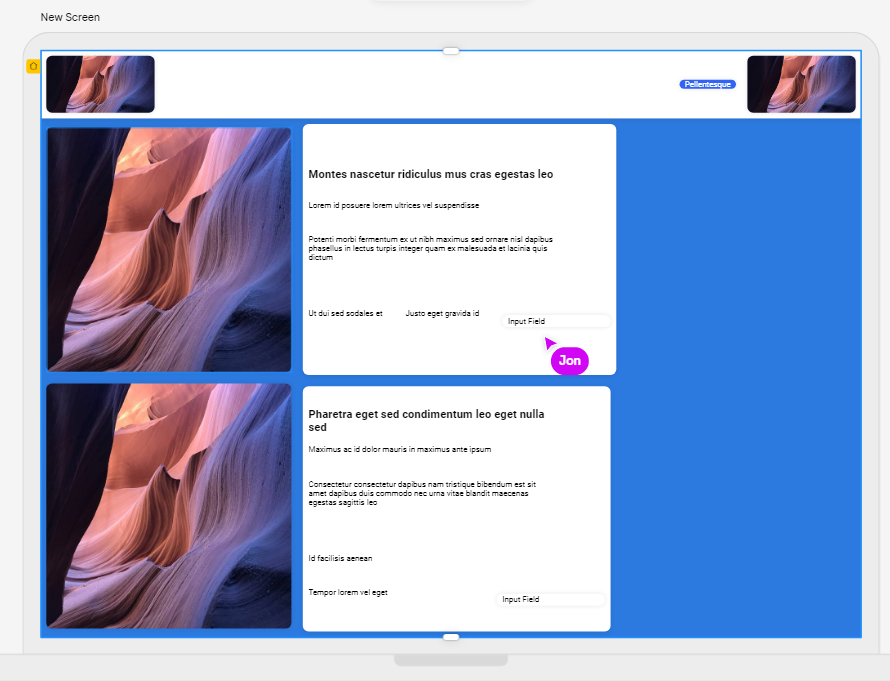 New Screen
Pellentesque
Montes nascetur ridiculus mus cras egestas leo
Lorem id posuere lorem ultrices vel suspendisse
Potenti morbi fermentum ex ut nibh maximus sed ornare nisl dapibus
phasellus in lectus turpis integer quam ex malesuada et lacinia quis
dictum
Ut dui sed sodales et
Justo eget gravida id
Input Field
Jon
Pharetra eget sed condimentum leo eget nulla
sed
Maximus ac id dolor mauris in maximus ante ipsum
Consectetur consectetur dapibus nam tristique bibendum est sit
amet dapibus duis commodo nec urna vitae blandit maecenas
egestas sagittis leo
Id facilisis aenean
Tempor lorem vel eget
Input Field